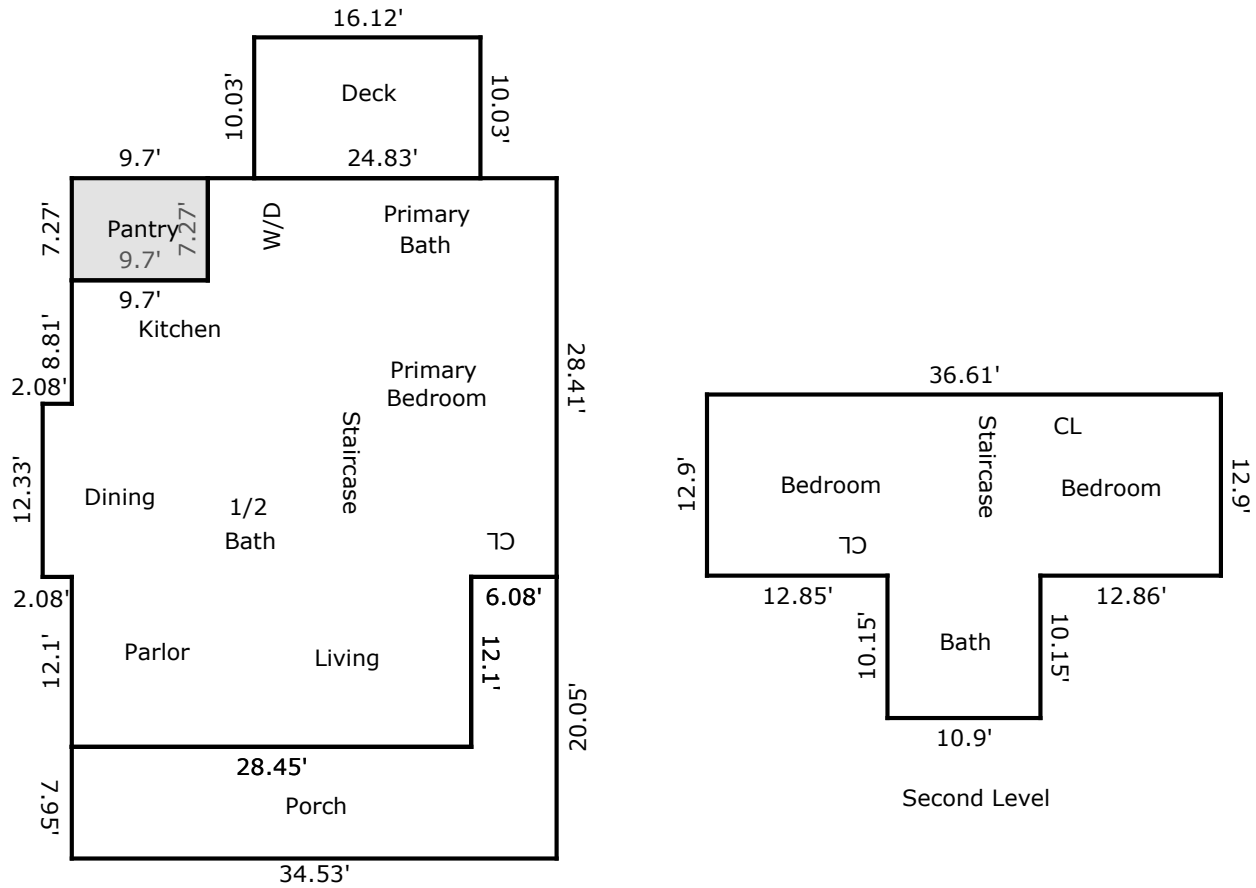 16.12'
10.03'
Deck
10.03'
9.7'
24.83'
7.27'
Pantry
7.27'
9.7'
W/D
Primary
Bath
9.7'
Kitchen
8.81'
2.08'
Primary
Bedroom
28.41'
Staircase
12.33'
Dining
1/2
Bath
CL
2.08'
6.08'
12.1'
Parlor
Living
12.1'
20.05'
28.45'
7.95'
Porch
34.53'
36.61'
12.9'
Bedroom
Staircase
CL
Bedroom
12.9'
CL
12.85'
12.86'
10.15'
Bath
10.15'
10.9'
Second Level